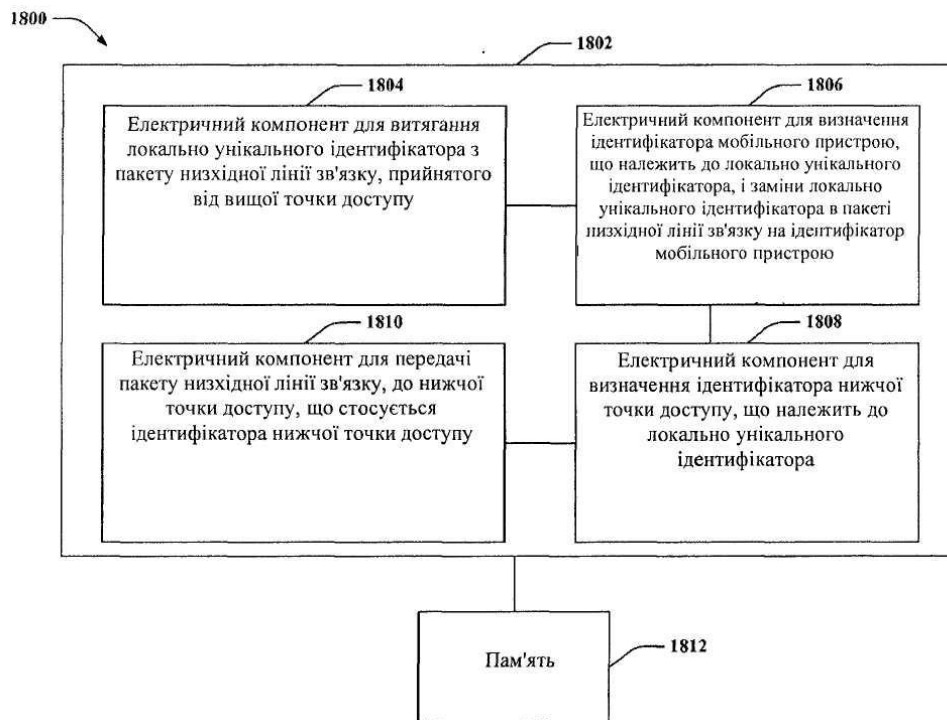 1800
1802
1804
Електричний компонент для витягання
локально унікального ідентифікатора з
пакету низхідної лінії зв'язку, прийнятого
від вищої точки доступу
1806
Електричний компонент для визначення
ідентифікатора мобільного пристрою,
що належить до локально унікального
ідентифікатора, і заміни локально
унікального ідентифікатора в пакеті
низхідної лінії зв'язку на ідентифікатор
мобільного пристрою
1810
Електричний компонент для передачі
пакету низхідної лінії зв'язку, до нижчої
точки доступу, що стосується
ідентифікатора нижчої точки доступу
1808
Електричний компонент для
визначення ідентифікатора нижчої
точки доступу, що належить до
локально унікального
ідентифікатора
Пам'ять
1812